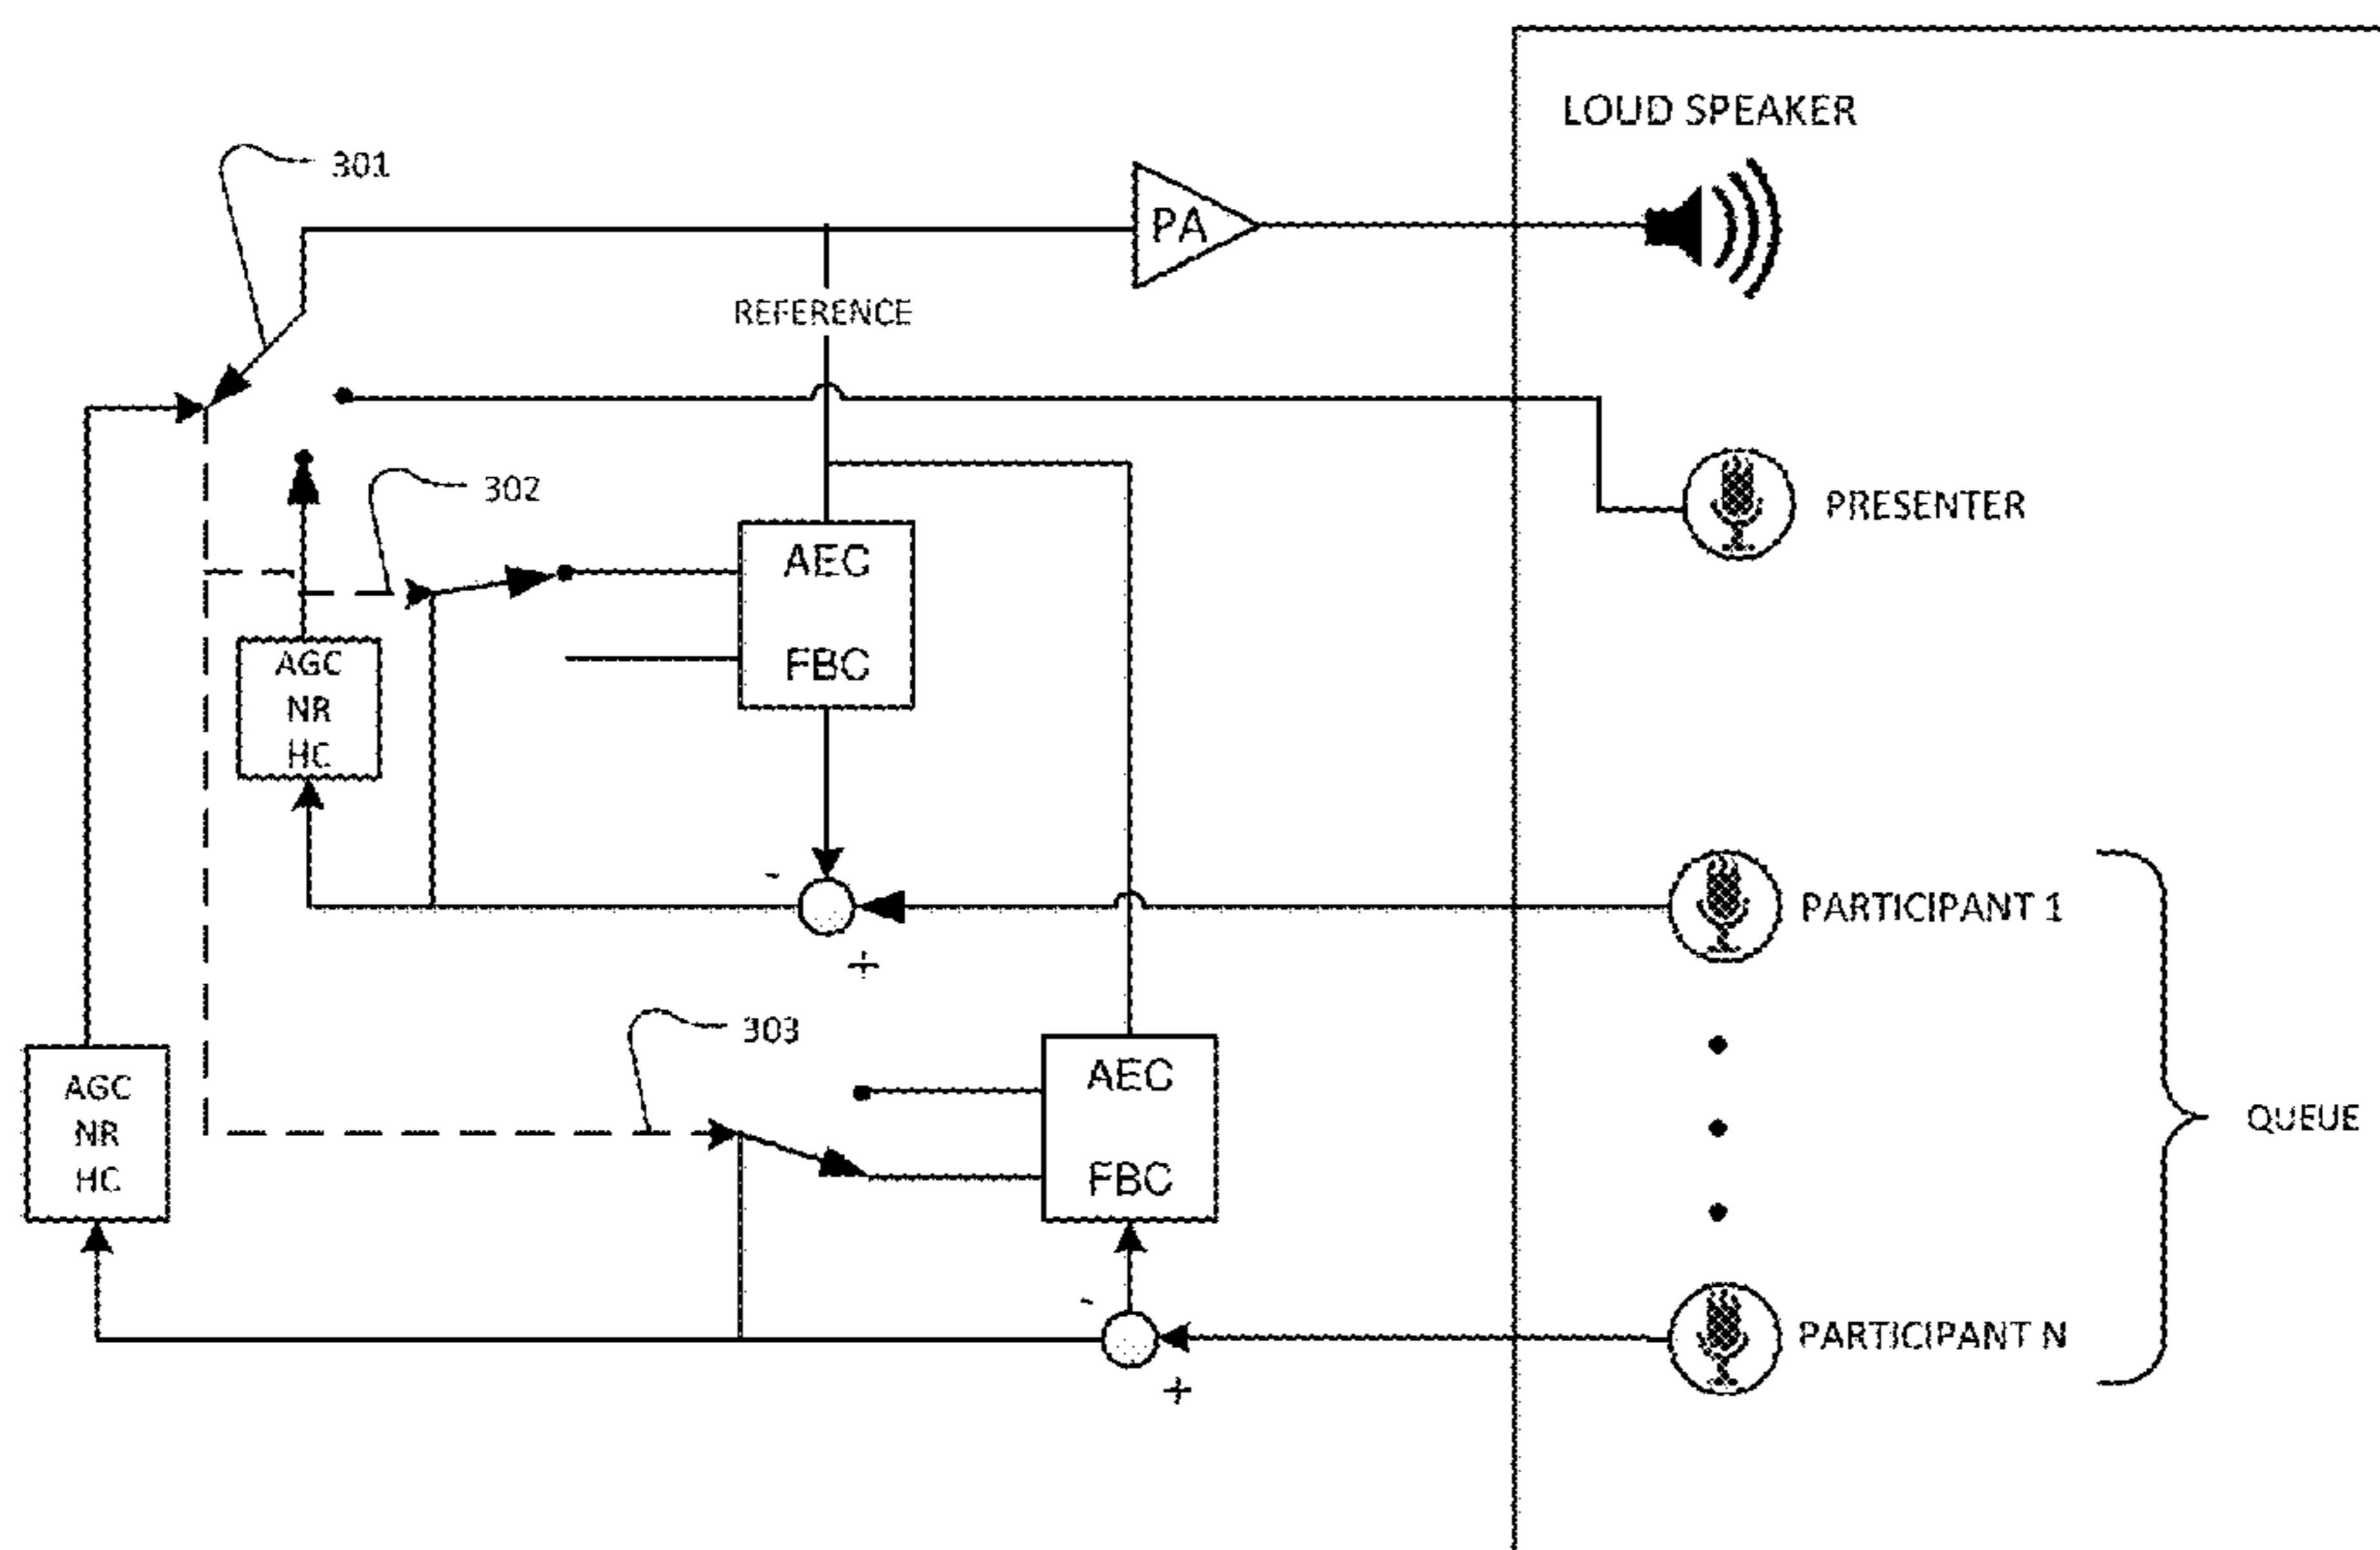 LOUD SPEAKER
301
PA
REFERENCE
302
PRESENTER
AEC
FBC
AGC
NR
HC
-
PARTICIPANT 1
+
303
AEC
FBC
AGC
NR
HC
QUEUE
-
PARTICIPANT N
+